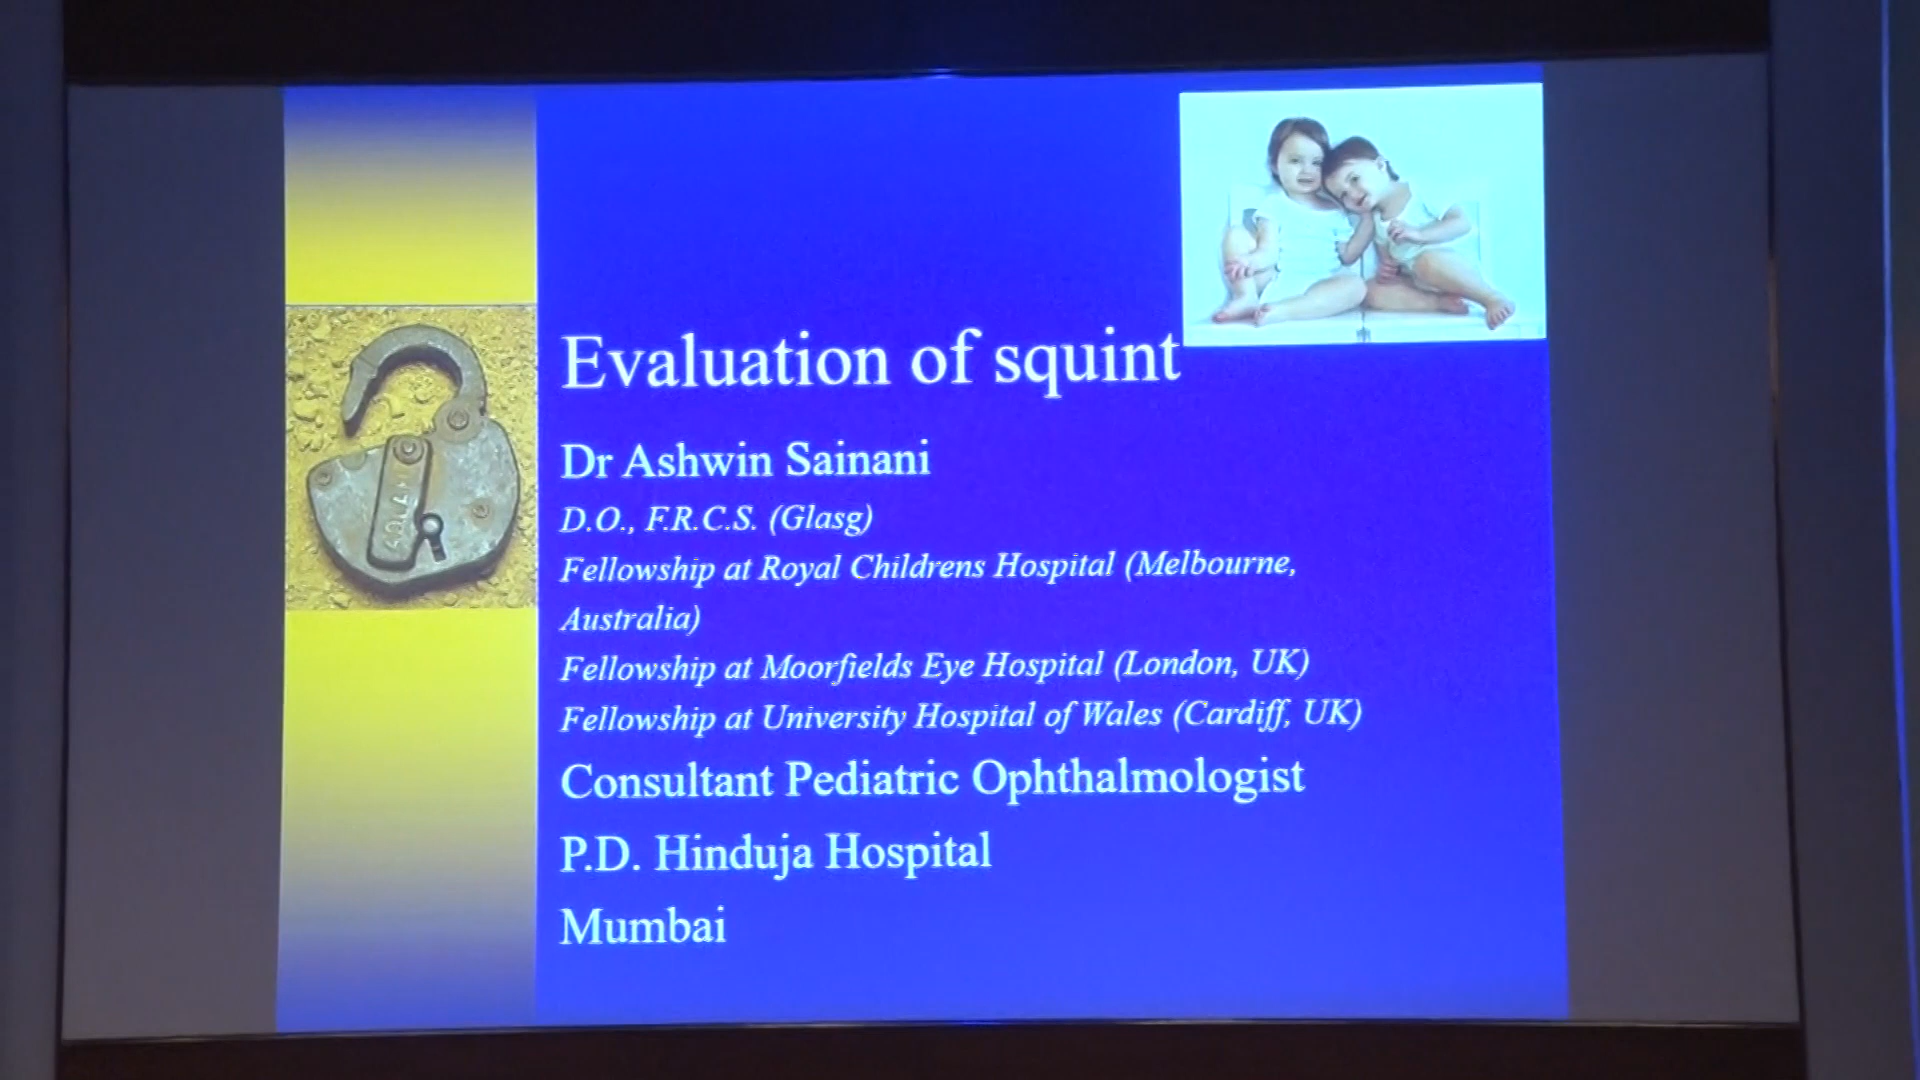 Evaluation of squint
Dr Ashwin Sainani
D.O., F.R.C.S. (Glasg)
Fellowship at Royal Childrens Hospital (Melbourne,
Australia)
Fellowship at Moorfields Eye Hospital (London, UK)
Fellowship at University Hospital of Wales (Cardiff, UK)
Consultant Pediatric Ophthalmologist
P.D. Hinduja Hospital
Mumbai